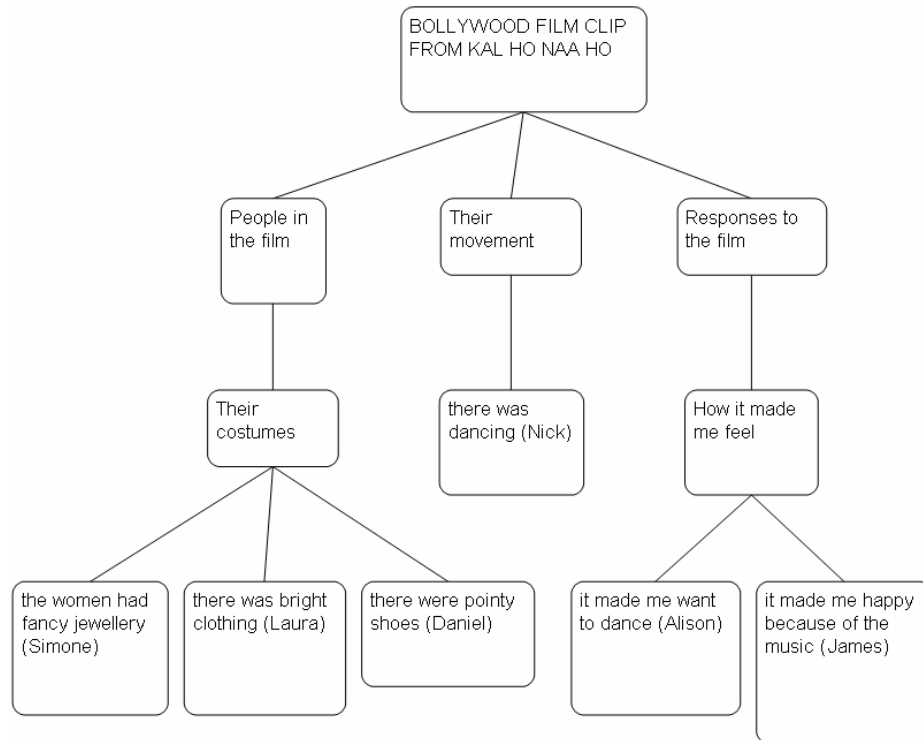 BOLLYWOOD FILM CLIP
FROM KAL HO NAA HO
People in
the film
Their
movement
Responses to
the film
Their
costumes
there was
dancing (Nick)
How it made
me feel
the women had
fancy jewellery
(Simone)
there was bright
clothing (Laura)
there were pointy
shoes (Daniel)
it made me want
to dance (Alison)
it made me happy
because of the
music (James)